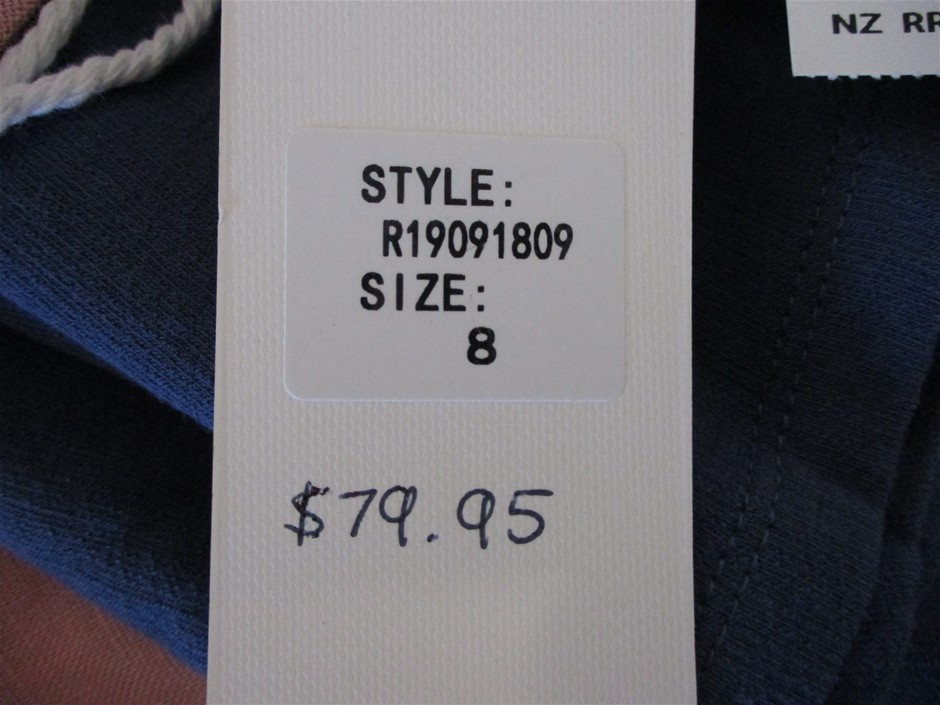 NZ RR
STYLE:
R19091809
SIZE:
8
$79.95